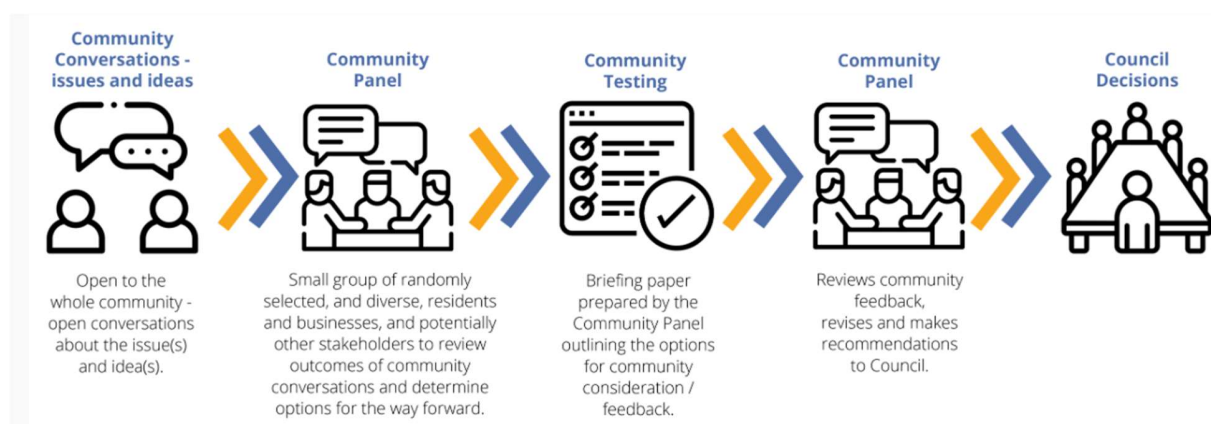 Community
Conversations -
issues and ideas
Open to the
whole community -
open conversations
about the issue(s)
and idea(s).
Community
Panel
Small group of randomly
selected, and diverse, residents
and businesses, and potentially
other stakeholders to review
outcomes of community
conversations and determine
options for the way forward.
Community
Testing
Briefing paper
prepared by the
Community Panel
outlining the options
for community
consideration /
feedback.
Community
Panel
Reviews community
feedback,
revises and makes
recommendations
to Council.
Council
Decisions